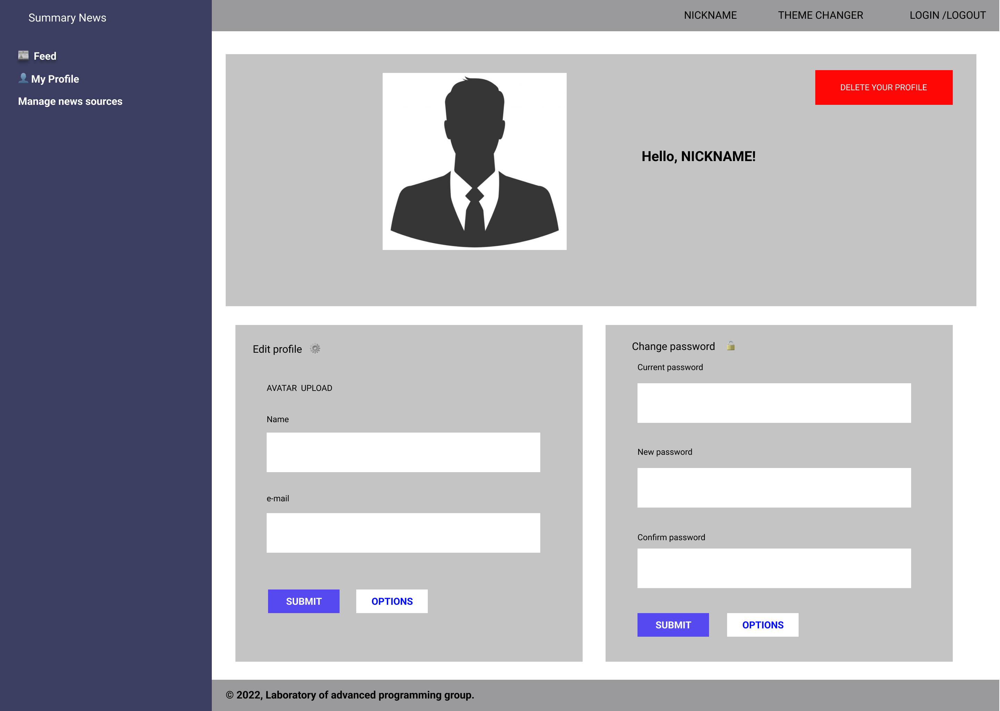 Summary News
Feed
My Profile
Manage news sources
NICKNAME
THEME CHANGER
LOGIN /LOGOUT
DELETE YOUR PROFILE
Hello, NICKNAME!
Edit profile
AVATAR  UPLOAD
Name
e-mail
SUBMIT
OPTIONS
Change password
Current password
New password
Confirm password
SUBMIT
OPTIONS
© 2022, Laboratory of advanced programming group.